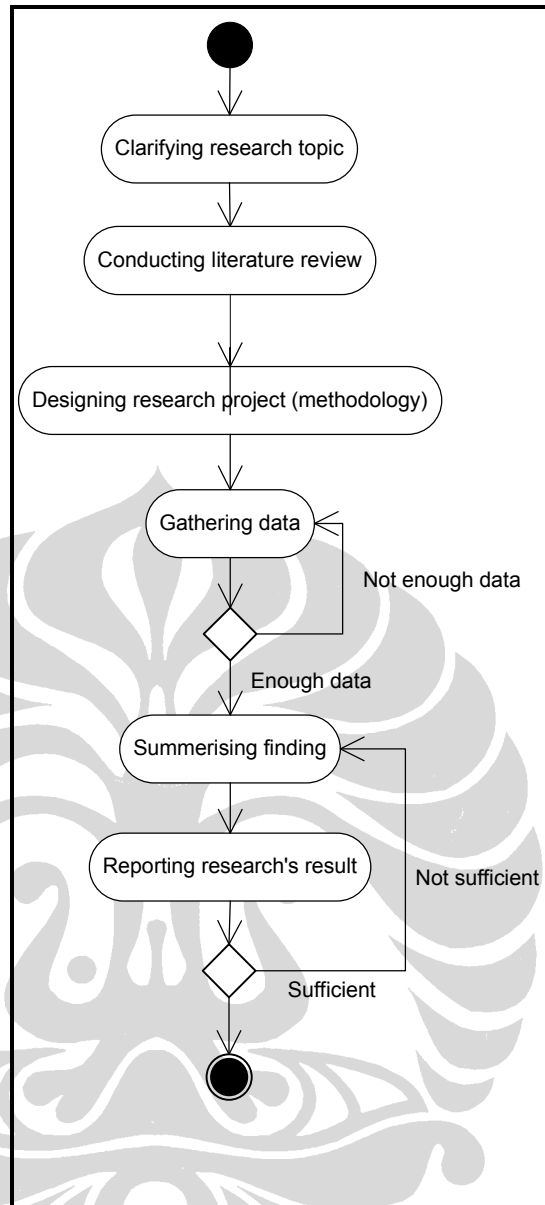 Clarifying research topic
Conducting literature review
Designing research project (methodology)
Gathering data
Not enough data
Enough data
Summerising finding
Reporting research's result
Not sufficient
Sufficient